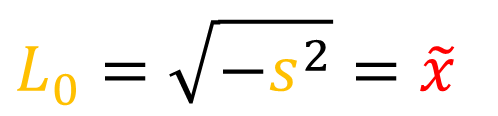 L₀ = √(−s²) = x̃